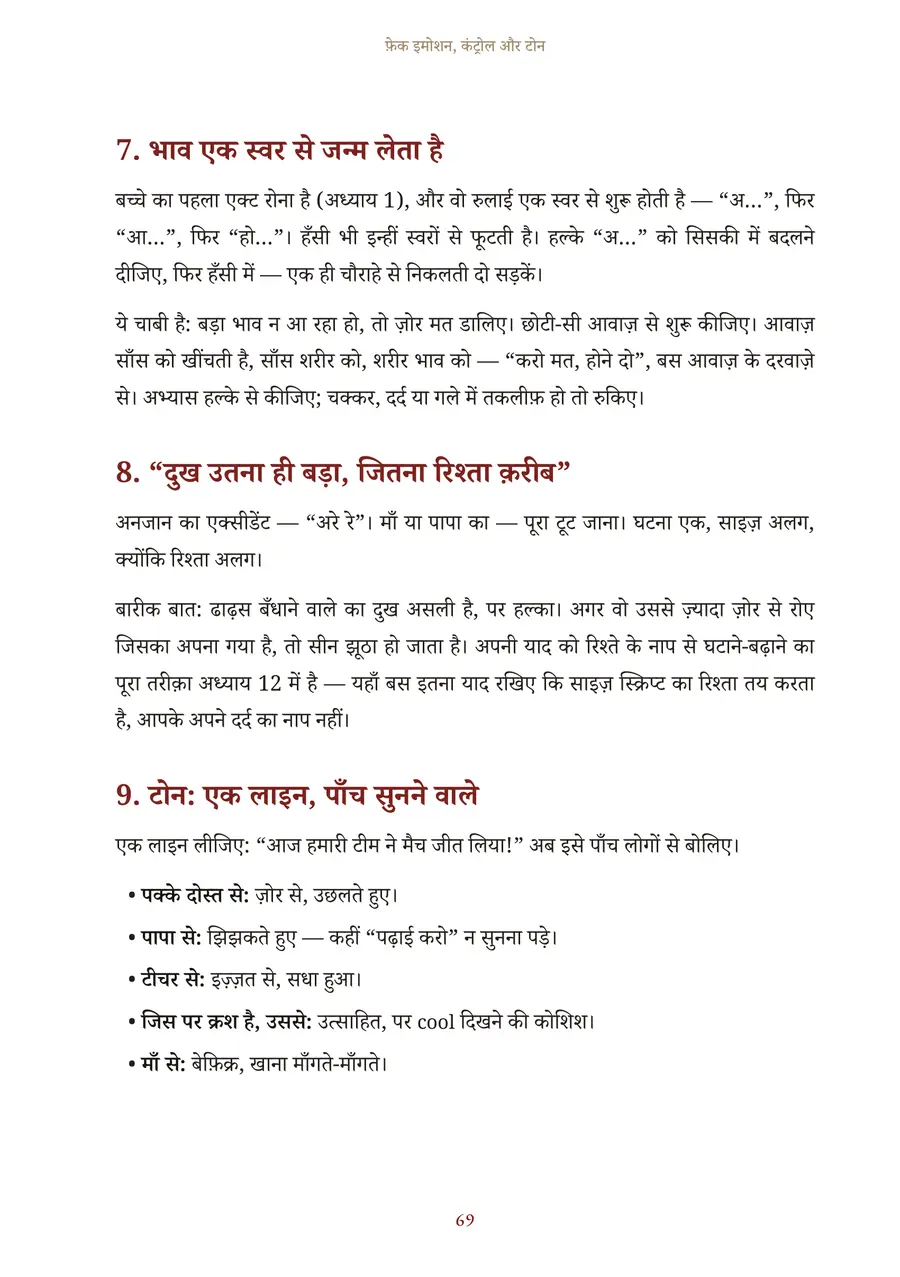 फ़ेक इमोशन, कंट्रोल और टोन
7. भाव एक स्वर से जन्म लेता है
बच्चे का पहला एक्ट रोना है (अध्याय 1), और वो रुलाई एक स्वर से शुरू होती है — “अ…”, फिर
“आ…”, फिर “हो…”। हँसी भी इन्हीं स्वरों से फूटती है। हल्के “अ…” को सिसकी में बदलने
दीजिए, फिर हँसी में — एक ही चौराहे से निकलती दो सड़कें।
ये चाबी है: बड़ा भाव न आ रहा हो, तो ज़ोर मत डालिए। छोटी-सी आवाज़ से शुरू कीजिए। आवाज़
साँस को खींचती है, साँस शरीर को, शरीर भाव को — “करो मत, होने दो”, बस आवाज़ के दरवाज़े
से। अभ्यास हल्के से कीजिए; चक्कर, दर्द या गले में तकलीफ़ हो तो रुकिए।
8. “दुख उतना ही बड़ा, जितना रिश्ता क़रीब”
अनजान का एक्सीडेंट — “अरे रे”। माँ या पापा का — पूरा टूट जाना। घटना एक, साइज़ अलग,
क्योंकि रिश्ता अलग।
बारीक बात: ढाढ़स बँधाने वाले का दुख असली है, पर हल्का। अगर वो उससे ज़्यादा ज़ोर से रोए
जिसका अपना गया है, तो सीन झूठा हो जाता है। अपनी याद को रिश्ते के नाप से घटाने-बढ़ाने का
पूरा तरीक़ा अध्याय 12 में है — यहाँ बस इतना याद रखिए कि साइज़ स्क्रिप्ट का रिश्ता तय करता
है, आपके अपने दर्द का नाप नहीं।
9. टोन: एक लाइन, पाँच सुनने वाले
एक लाइन लीजिए: “आज हमारी टीम ने मैच जीत लिया!” अब इसे पाँच लोगों से बोलिए।
• पक्के दोस्त से: ज़ोर से, उछलते हुए।
• पापा से: झिझकते हुए — कहीं “पढ़ाई करो” न सुनना पड़े।
• टीचर से: इज़्ज़त से, सधा हुआ।
• जिस पर क्रश है, उससे: उत्साहित, पर cool दिखने की कोशिश।
• माँ से: बेफ़िक्र, खाना माँगते-माँगते।
69